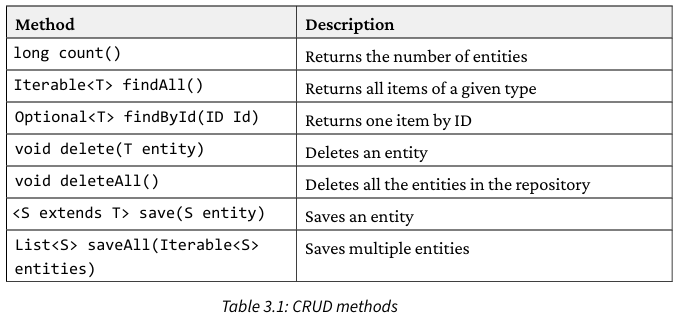 Method Description
long count() Returns the number of entities
Iterable<T> findAll() Returns all items of a given type
Optional<T> findById(ID Id) Returns one item by ID
void delete(T entity) Deletes an entity
void deleteAll() Deletes all the entities in the repository
<S extends T> save(S entity) Saves an entity
List<S> saveAll(Iterable<S> Saves multiple entities
entities)
Table 3.1: CRUD methods